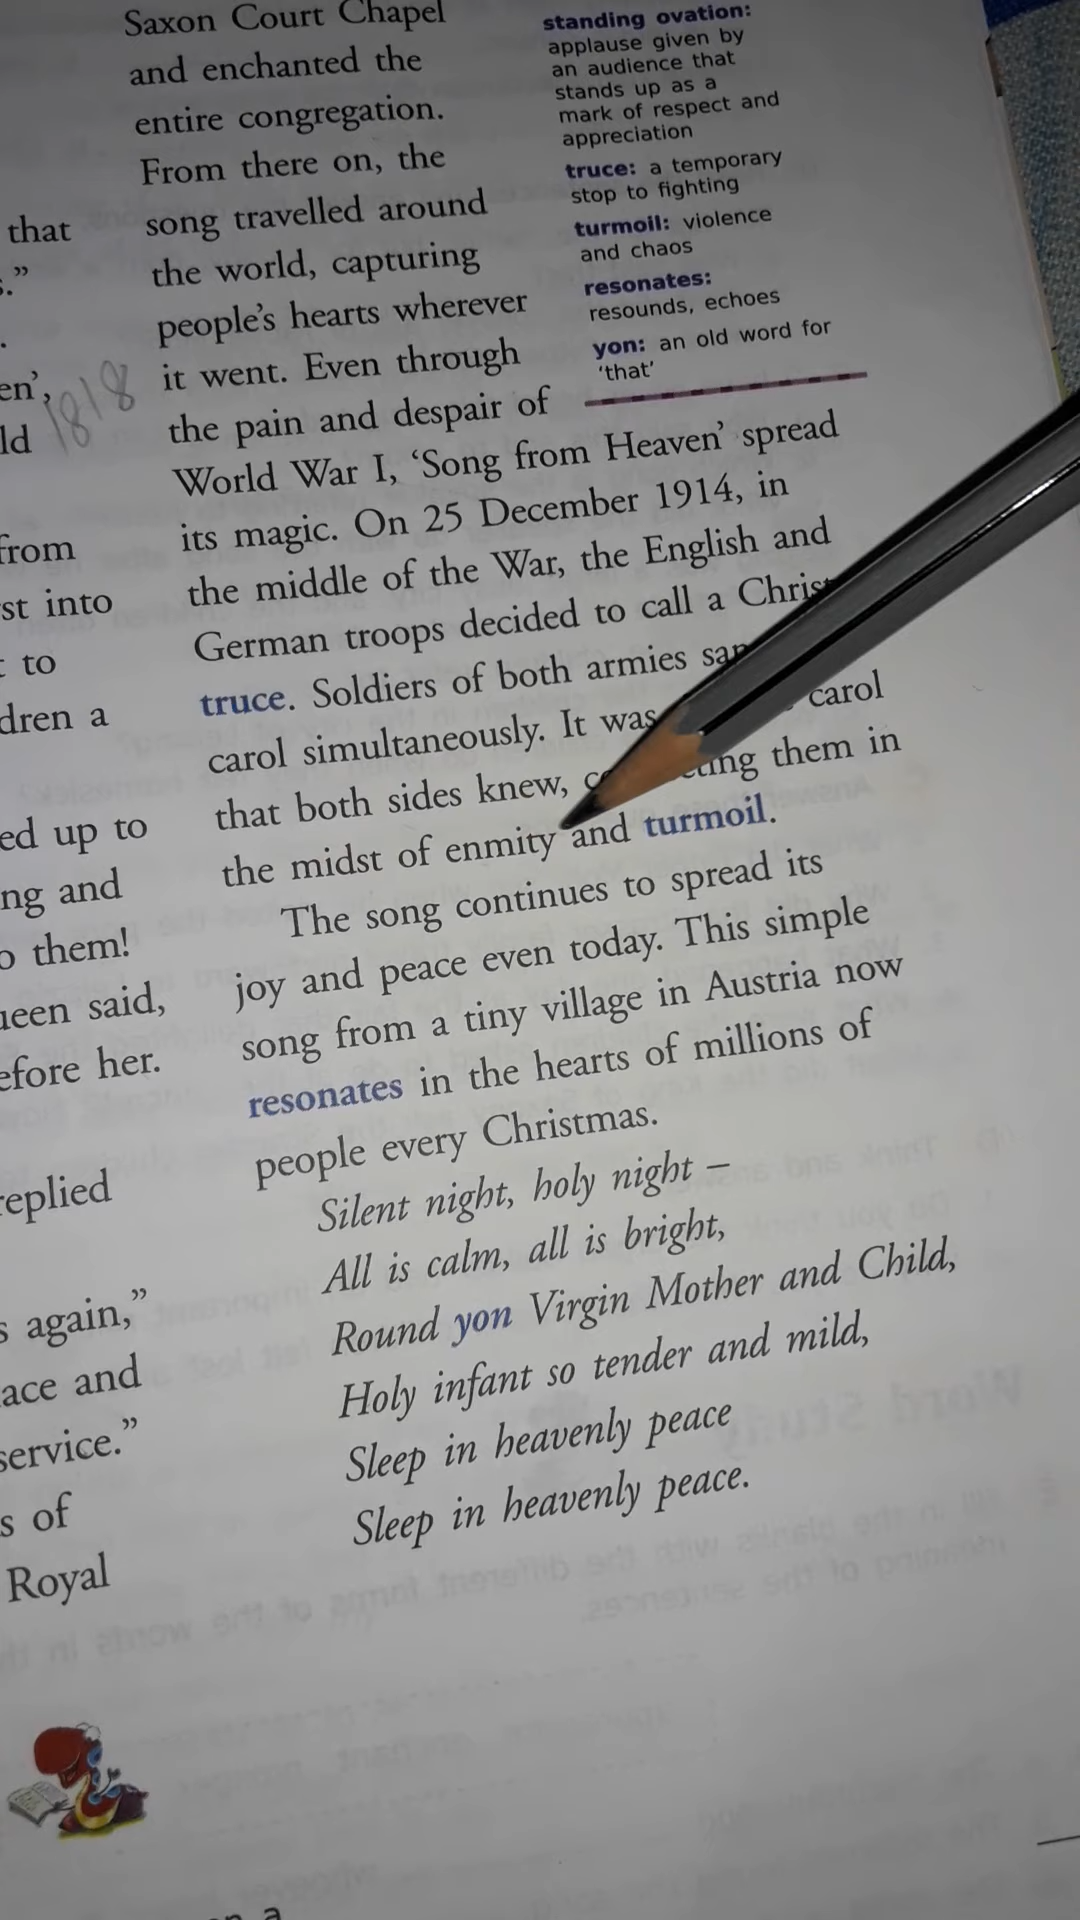 that
.”
.
en’,
ld
from
st into
t to
dren a
ed up to
ng and
o them!
ueen said,
efore her.
replied
s again,”
ace and
service.”
s of
Royal
1818
Saxon Court Chapel
and enchanted the
entire congregation.
From there on, the
song travelled around
the world, capturing
people’s hearts wherever
it went. Even through
the pain and despair of
World War I, ‘Song from Heaven’ spread
its magic. On 25 December 1914, in
the middle of the War, the English and
German troops decided to call a Chris
truce. Soldiers of both armies
carol simultaneously. It was carol
that both sides knew, them in
the midst of enmity and turmoil.
The song continues to spread its
joy and peace even today. This simple
song from a tiny village in Austria now
resonates in the hearts of millions of
people every Christmas.
Silent night, holy night –
All is calm, all is bright,
Round yon Virgin Mother and Child,
Holy infant so tender and mild,
Sleep in heavenly peace
Sleep in heavenly peace.
standing ovation:
applause given by
an audience that
stands up as a
mark of respect and
appreciation
truce: a temporary
stop to fighting
turmoil: violence
and chaos
resonates:
resounds, echoes
yon: an old word for
‘that’